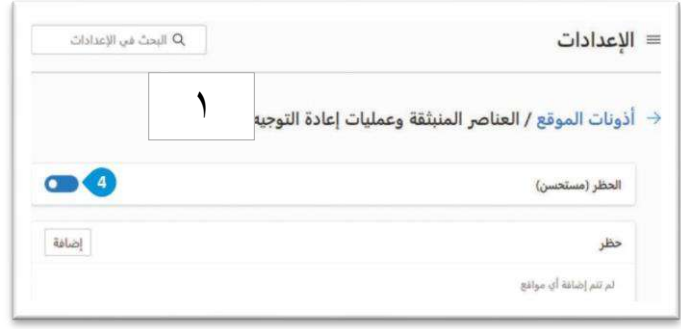 الإعدادات
البحث في الإعدادات
أذونات الموقع / العناصر المنبثقة وعمليات إعادة التوجيه
١
الحظر (مستحسن)
4
حظر
إضافة
لم تتم إضافة أي مواقع